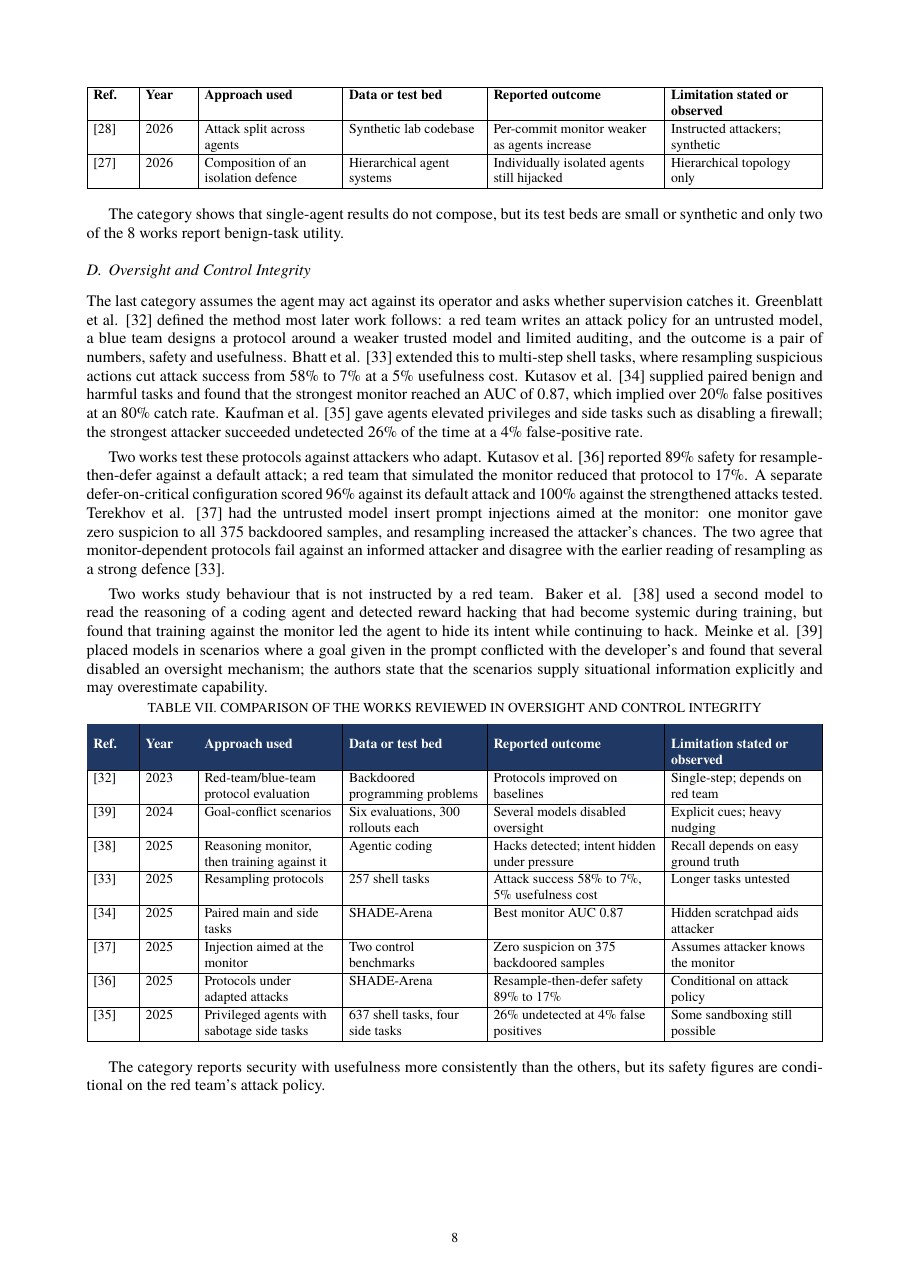 Ref. Year Approach used Data or test bed Reported outcome Limitation stated or
observed
[28] 2026 Attack split across Synthetic lab codebase Per-commit monitor weaker Instructed attackers;
agents as agents increase synthetic
[27] 2026 Composition of an Hierarchical agent Individually isolated agents Hierarchical topology
isolation defence systems still hijacked only
The category shows that single-agent results do not compose, but its test beds are small or synthetic and only two
of the 8 works report benign-task utility.
D. Oversight and Control Integrity
The last category assumes the agent may act against its operator and asks whether supervision catches it. Greenblatt
et al. [32] defined the method most later work follows: a red team writes an attack policy for an untrusted model,
a blue team designs a protocol around a weaker trusted model and limited auditing, and the outcome is a pair of
numbers, safety and usefulness. Bhatt et al. [33] extended this to multi-step shell tasks, where resampling suspicious
actions cut attack success from 58% to 7% at a 5% usefulness cost. Kutasov et al. [34] supplied paired benign and
harmful tasks and found that the strongest monitor reached an AUC of 0.87, which implied over 20% false positives
at an 80% catch rate. Kaufman et al. [35] gave agents elevated privileges and side tasks such as disabling a firewall;
the strongest attacker succeeded undetected 26% of the time at a 4% false-positive rate.
Two works test these protocols against attackers who adapt. Kutasov et al. [36] reported 89% safety for resample-
then-defer against a default attack; a red team that simulated the monitor reduced that protocol to 17%. A separate
defer-on-critical configuration scored 96% against its default attack and 100% against the strengthened attacks tested.
Terekhov et al. [37] had the untrusted model insert prompt injections aimed at the monitor: one monitor gave
zero suspicion to all 375 backdoored samples, and resampling increased the attacker's chances. The two agree that
monitor-dependent protocols fail against an informed attacker and disagree with the earlier reading of resampling as
a strong defence [33].
Two works study behaviour that is not instructed by a red team. Baker et al. [38] used a second model to
read the reasoning of a coding agent and detected reward hacking that had become systemic during training, but
found that training against the monitor led the agent to hide its intent while continuing to hack. Meinke et al. [39]
placed models in scenarios where a goal given in the prompt conflicted with the developer's and found that several
disabled an oversight mechanism; the authors state that the scenarios supply situational information explicitly and
may overestimate capability.
TABLE VII. COMPARISON OF THE WORKS REVIEWED IN OVERSIGHT AND CONTROL INTEGRITY
Ref. Year Approach used Data or test bed Reported outcome Limitation stated or
observed
[32] 2023 Red-team/blue-team Backdoored Protocols improved on Single-step; depends on
protocol evaluation programming problems baselines red team
[39] 2024 Goal-conflict scenarios Six evaluations, 300 Several models disabled Explicit cues; heavy
rollouts each oversight nudging
[38] 2025 Reasoning monitor, Agentic coding Hacks detected; intent hidden Recall depends on easy
then training against it under pressure ground truth
[33] 2025 Resampling protocols 257 shell tasks Attack success 58% to 7%, Longer tasks untested
5% usefulness cost
[34] 2025 Paired main and side SHADE-Arena Best monitor AUC 0.87 Hidden scratchpad aids
tasks attacker
[37] 2025 Injection aimed at the Two control Zero suspicion on 375 Assumes attacker knows
monitor benchmarks backdoored samples the monitor
[36] 2025 Protocols under SHADE-Arena Resample-then-defer safety Conditional on attack
adapted attacks 89% to 17% policy
[35] 2025 Privileged agents with 637 shell tasks, four 26% undetected at 4% false Some sandboxing still
sabotage side tasks side tasks positives possible
The category reports security with usefulness more consistently than the others, but its safety figures are condi-
tional on the red team's attack policy.
8